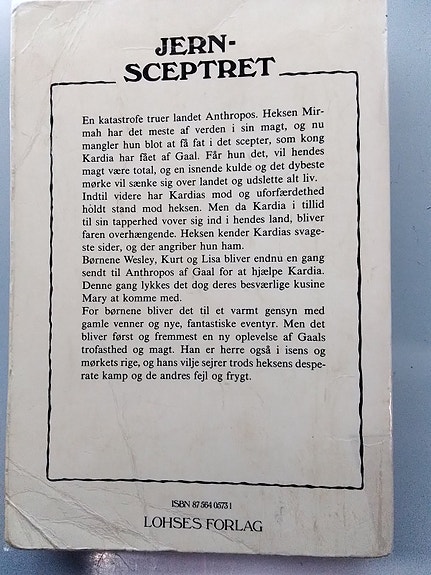 JERN-
SCEPTRET
En katastrofe truer landet Anthropos. Heksen Mir-
mah har det meste af verden i sin magt, og nu
mangler hun blot at få fat i det scepter, som kong
Kardia har fået af Gaal. Får hun det, vil hendes
magt være total, og en isnende kulde og det dybeste
mørke vil sænke sig over landet og udslette alt liv.
Indtil videre har Kardias mod og uforfærdethed
holdt stand mod heksen. Men da Kardia i tillid
til sin tapperhed vover sig ind i hendes land, bliver
faren overhængende. Heksen kender Kardias svage-
ste sider, og der angriber hun ham.
Børnene Wesley, Kurt og Lisa bliver endnu en gang
sendt til Anthropos af Gaal for at hjælpe Kardia.
Denne gang lykkes det dog deres besværlige kusine
Mary at komme med.
For børnene bliver det til et varmt gensyn med
gamle venner og nye, fantastiske eventyr. Men det
bliver først og fremmest en ny oplevelse af Gaals
trofasthed og magt. Han er herre også i isens og
mørkets rige, og hans vilje sejrer trods heksens despe-
rate kamp og de andres fejl og frygt.
ISBN 87 564 0573 1
LOHSES FORLAG